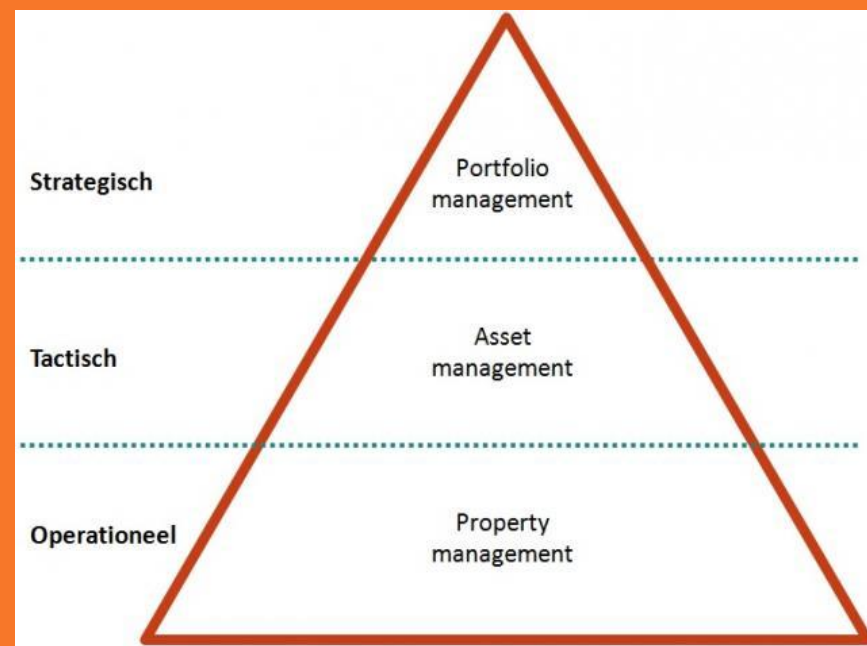 Strategisch
Portfolio
management
Tactisch
Asset
management
Operationeel
Property
management